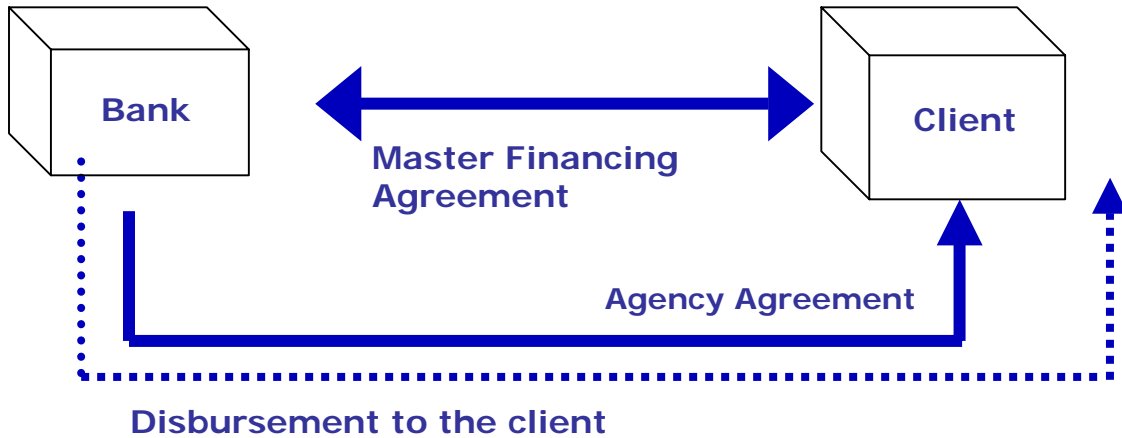 Bank
Client
Master Financing
Agreement
Agency Agreement
Disbursement to the client